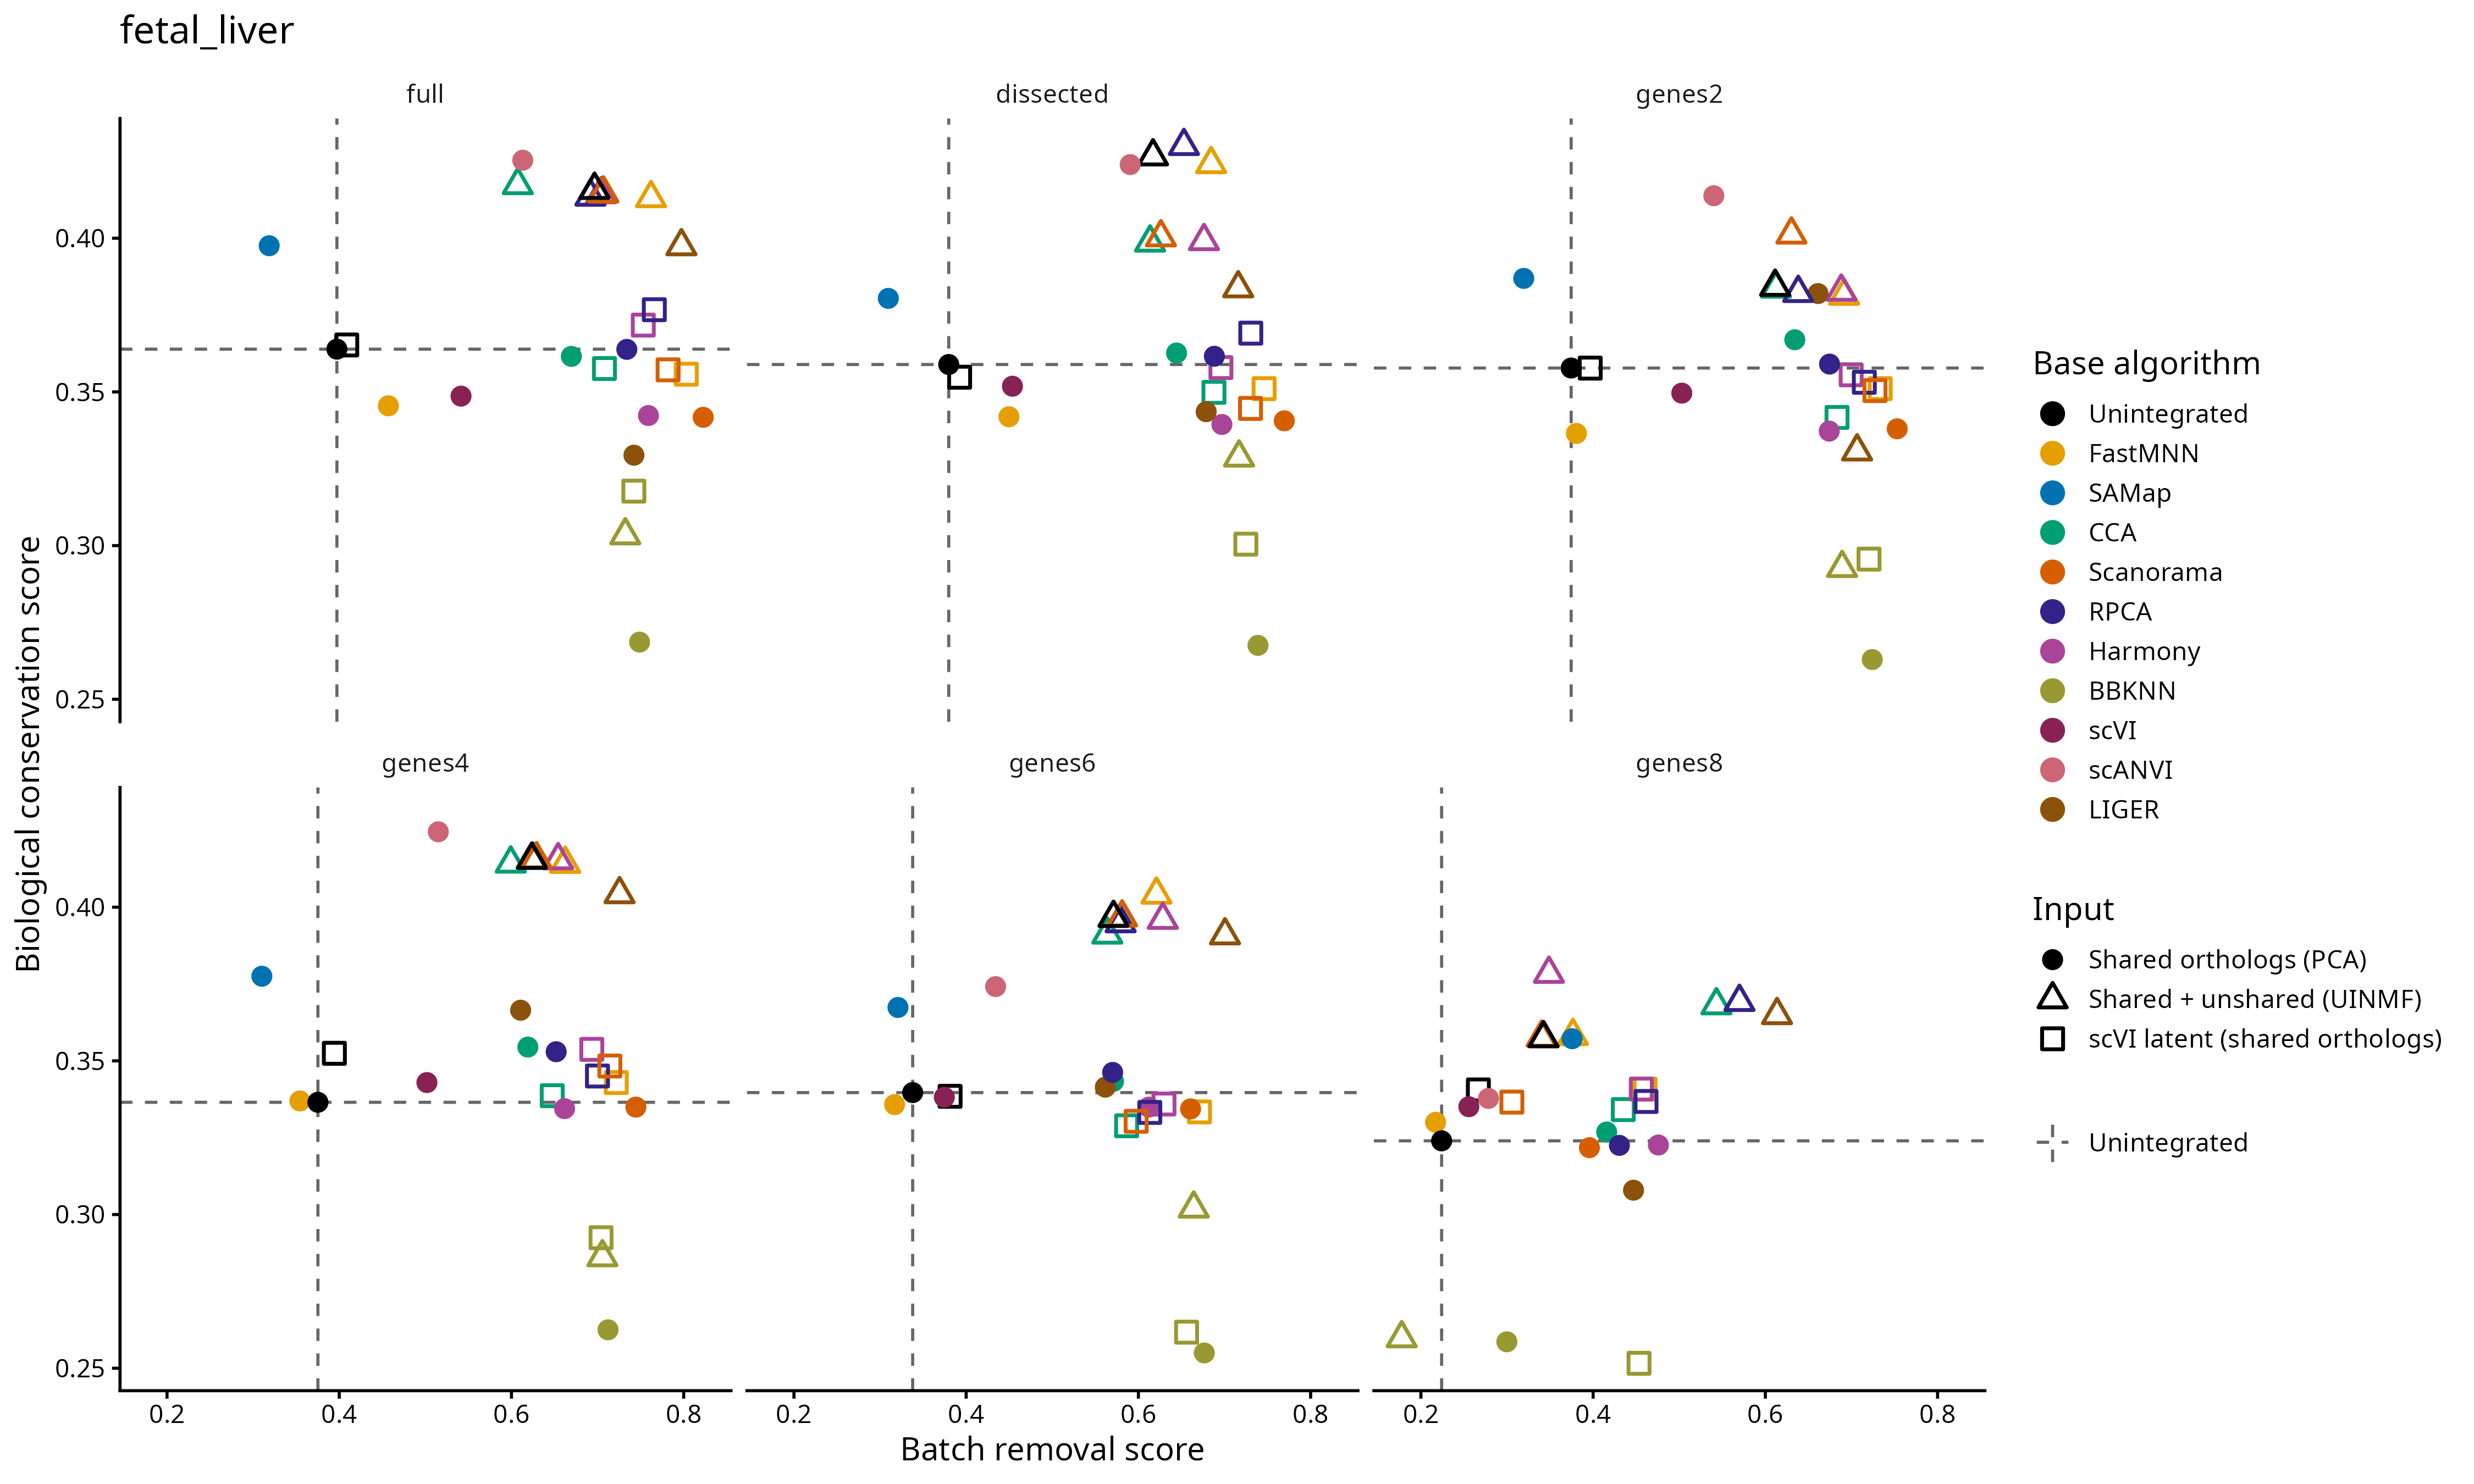 fetal_liver
full
dissected
genes2
0.40
0.35
0.30
0.25
genes4
genes6
genes8
0.40
0.35
0.30
0.25
0.2 0.4 0.6 0.8
0.2 0.4 0.6 0.8
0.2 0.4 0.6 0.8
Batch removal score
Biological conservation score
Base algorithm
Unintegrated
FastMNN
SAMap
CCA
Scanorama
RPCA
Harmony
BBKNN
scVI
scANVI
LIGER
Input
Shared orthologs (PCA)
Shared + unshared (UINMF)
scVI latent (shared orthologs)
Unintegrated